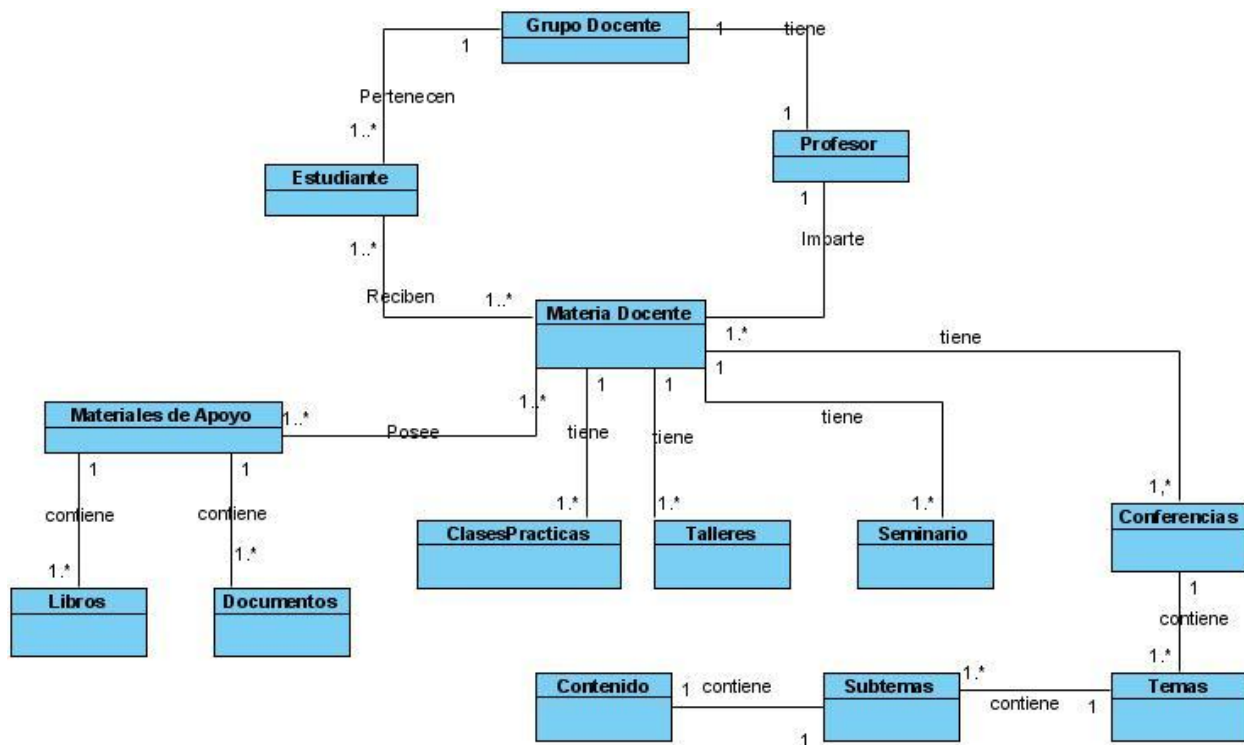 Grupo Docente
1
1
tiene
Pertenecen
1..*
1
Profesor
Estudiante
1
1..*
Imparte
Reciben
1..*
Materia Docente
1.*
tiene
1
1
1
Materiales de Apoyo
1..*
Posee
1..*
tiene
tiene
tiene
1
1
contiene
contiene
1.*
1.*
1.*
1,*
ClasesPracticas
Talleres
Seminario
Conferencias
1.*
1.*
Libros
Documentos
1
contiene
1.*
Contenido
1
contiene
Subtemas
1.*
contiene
1
Temas
1